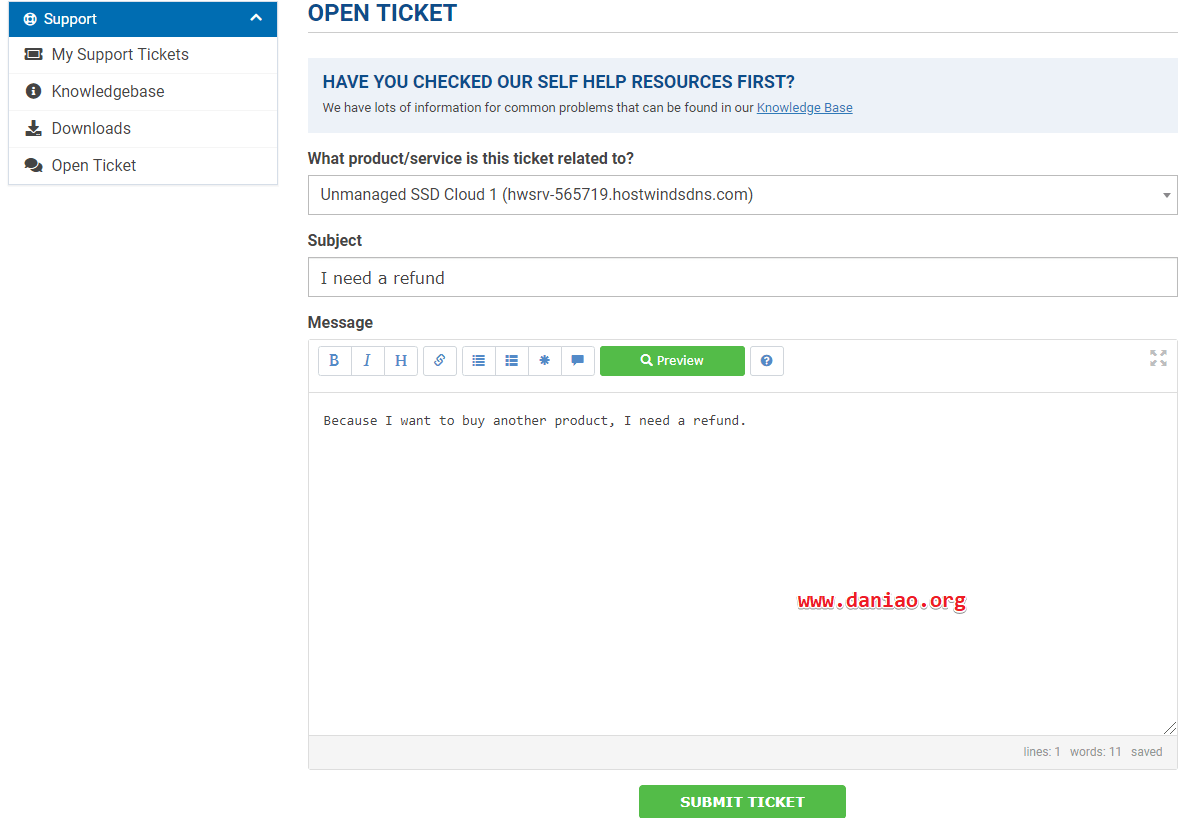 Support
My Support Tickets
Knowledgebase
Downloads
Open Ticket
OPEN TICKET
HAVE YOU CHECKED OUR SELF HELP RESOURCES FIRST?
We have lots of information for common problems that can be found in our Knowledge Base
What product/service is this ticket related to?
Unmanaged SSD Cloud 1 (hwsrv-565719.hostwindsdns.com)
Subject
I need a refund
Message
B I H Preview
Because I want to buy another product, I need a refund.
www.daniao.org
lines: 1 words: 11 saved
SUBMIT TICKET